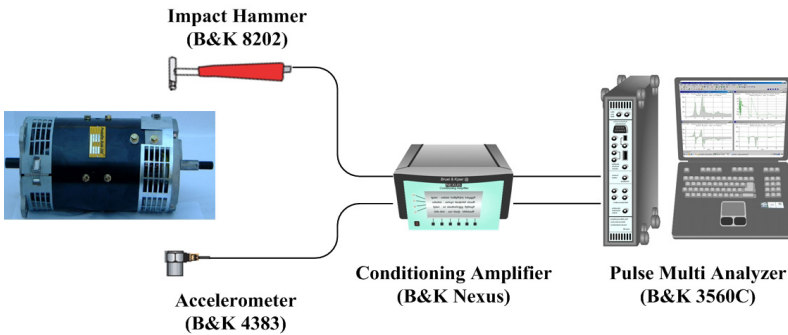 Impact Hammer
(B&K 8202)
Conditioning Amplifier
(B&K Nexus)
Pulse Multi Analyzer
(B&K 3560C)
Accelerometer
(B&K 4383)